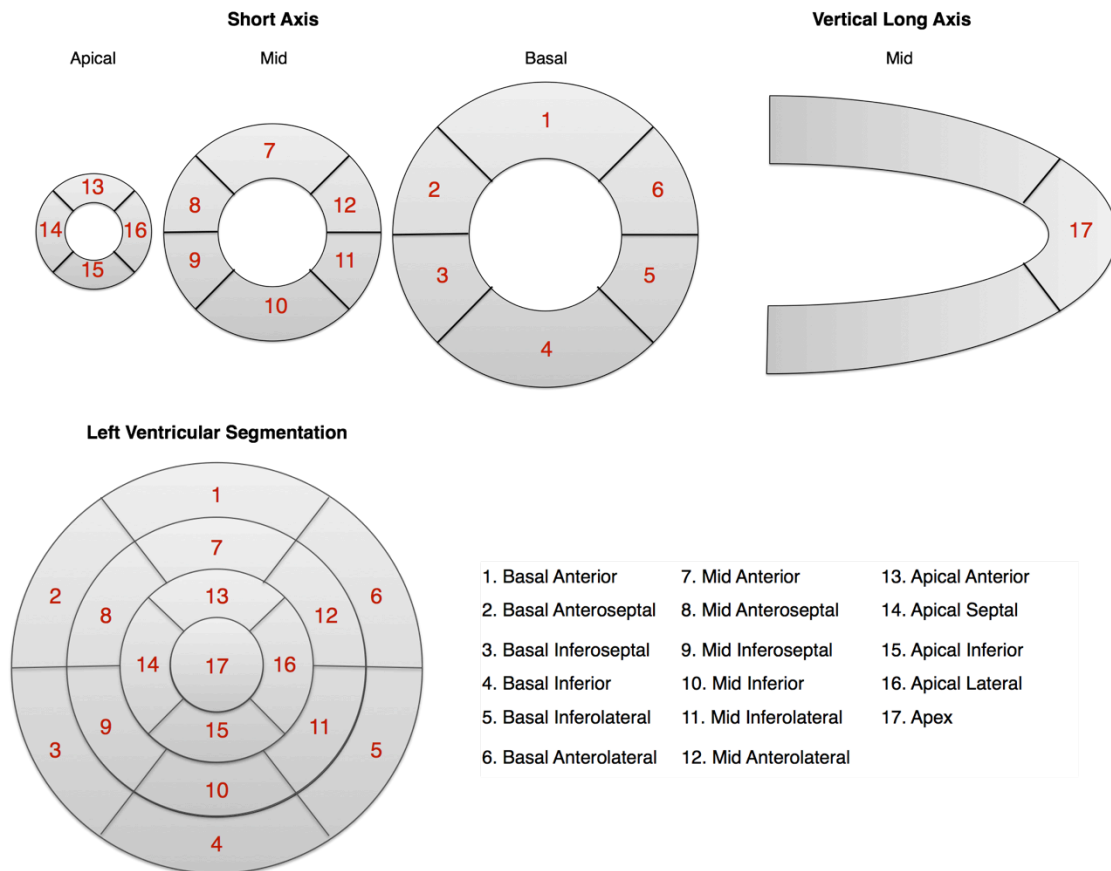 Short Axis
Vertical Long Axis
Apical
Mid
Basal
Mid
1
7
13
2
8
12
6
14
16
17
9
11
3
5
15
10
4
Left Ventricular Segmentation
1
7
13
2
6
8
12
14
17
16
15
9
11
3
5
10
4
1. Basal Anterior
7. Mid Anterior
13. Apical Anterior
2. Basal Anteroseptal
8. Mid Anteroseptal
14. Apical Septal
3. Basal Inferoseptal
9. Mid Inferoseptal
15. Apical Inferior
4. Basal Inferior
10. Mid Inferior
16. Apical Lateral
5. Basal Inferolateral
11. Mid Inferolateral
17. Apex
6. Basal Anterolateral
12. Mid Anterolateral